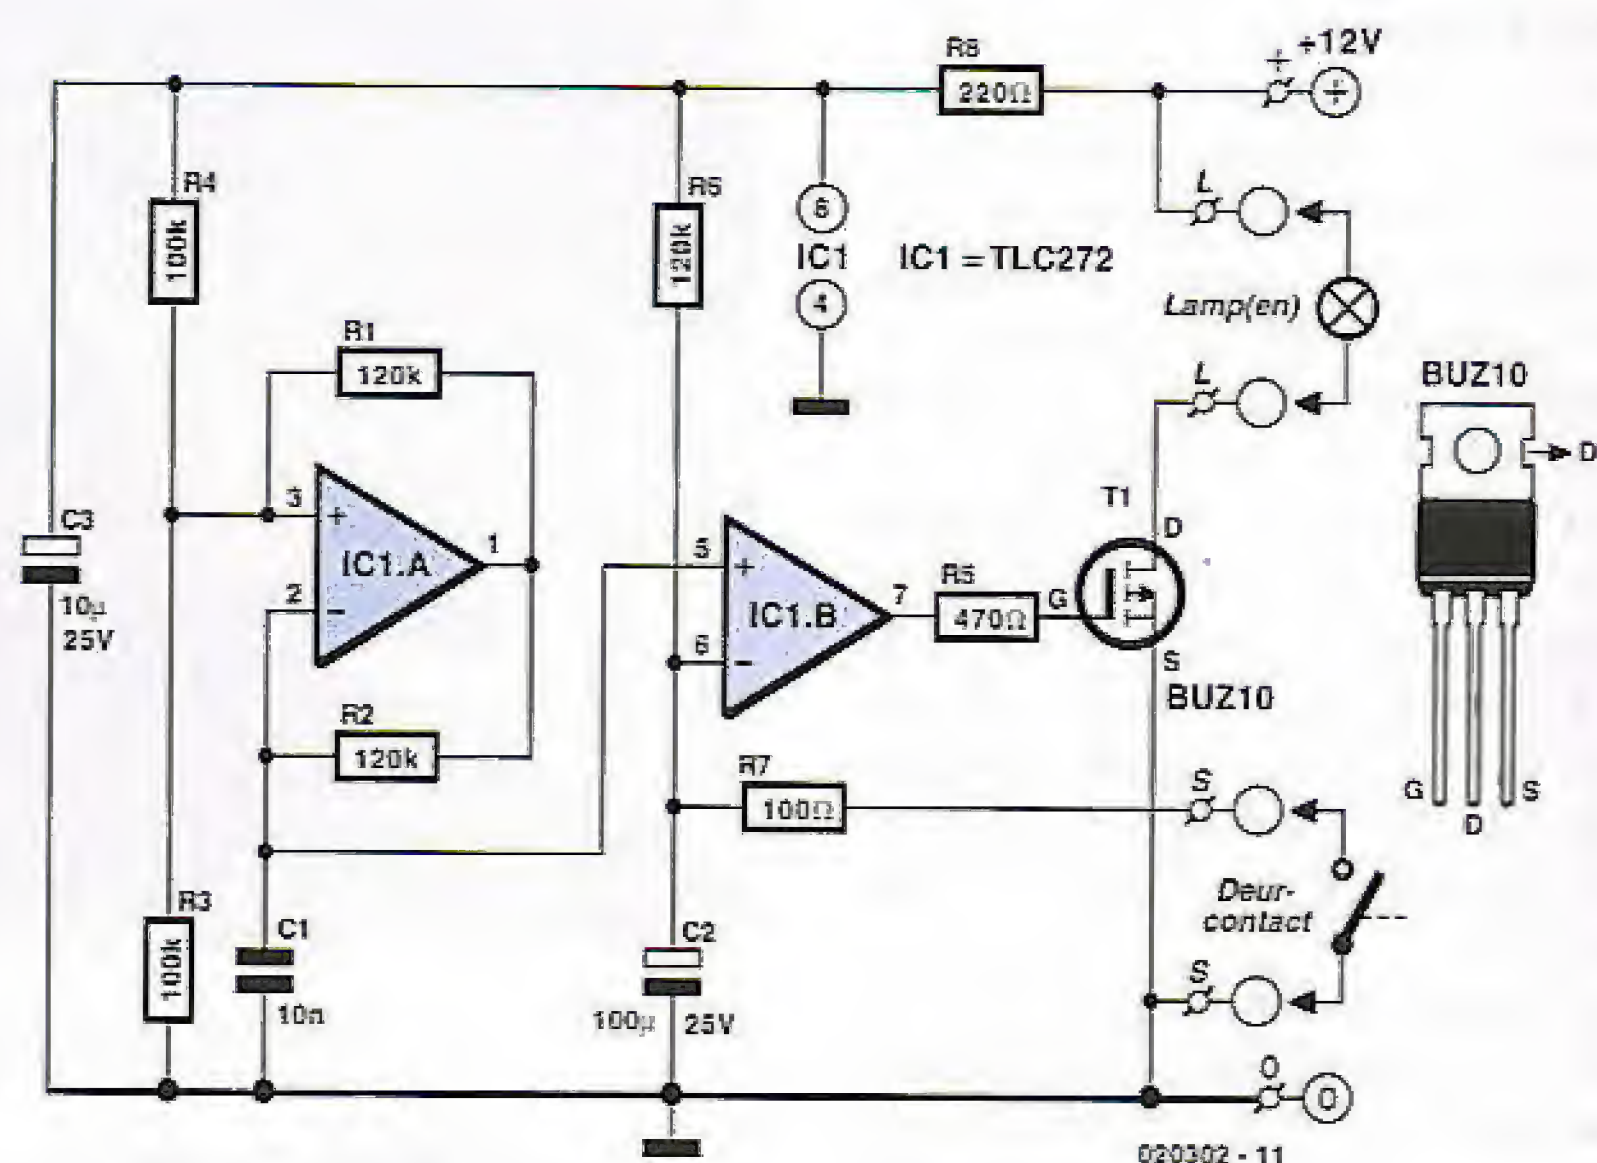 R8
+12V
+
220Ω
R4
R6
L
100k
120k
8
IC1
IC1 = TLC272
4
Lamp(en)
R1
120k
L
BUZ10
D
3
+
C3
IC1.A
1
2
−
10µ
25V
T1
D
5
+
IC1.B
7
R5
470Ω
G
6
−
S
BUZ10
R2
120k
R7
100Ω
S
G
S
D
Deur-
contact
R3
100k
C1
10n
C2
100µ
25V
S
0
0
020302 - 11